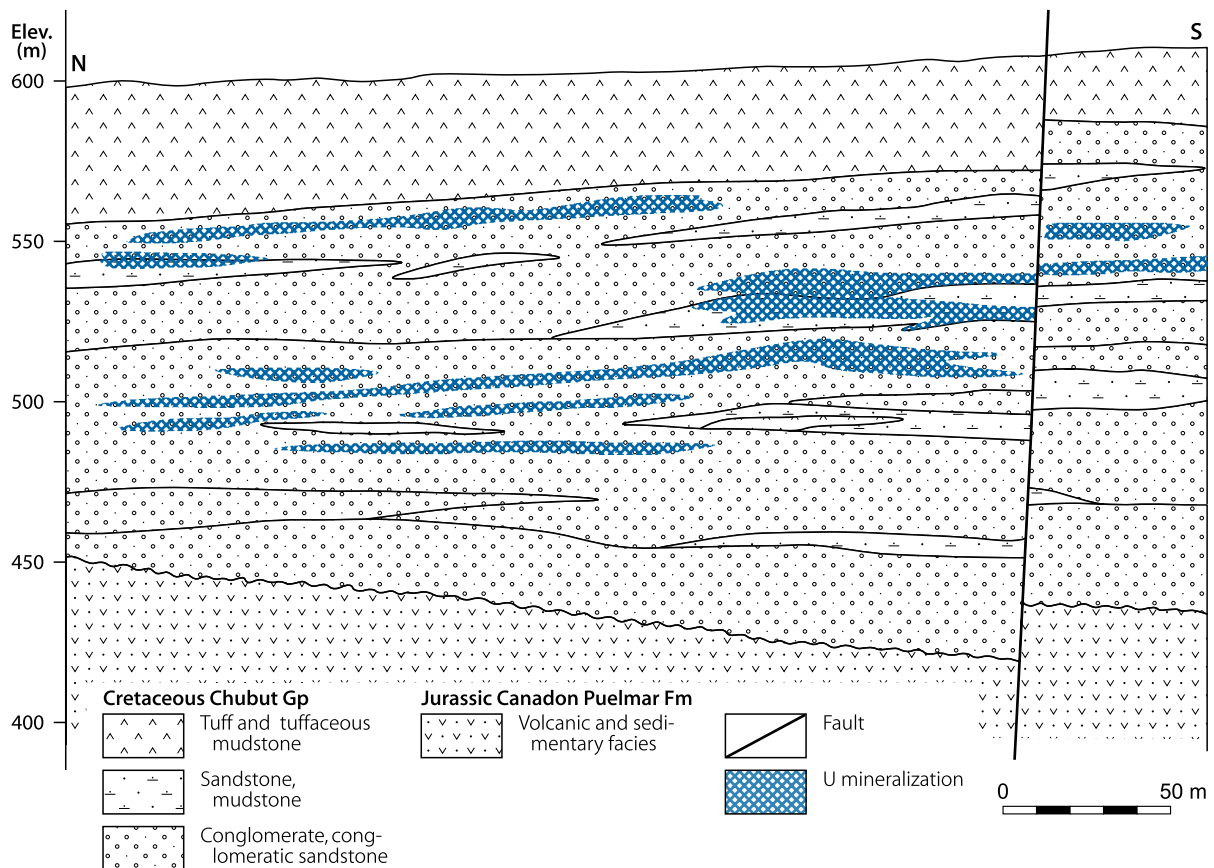 Elev.
(m)
N
S
600
550
500
450
400
Cretaceous Chubut Gp
Tuff and tuffaceous
mudstone
Sandstone,
mudstone
Conglomerate, cong-
lomeratic sandstone
Jurassic Canadon Puelmar Fm
Volcanic and sedi-
mentary facies
Fault
U mineralization
0 50 m